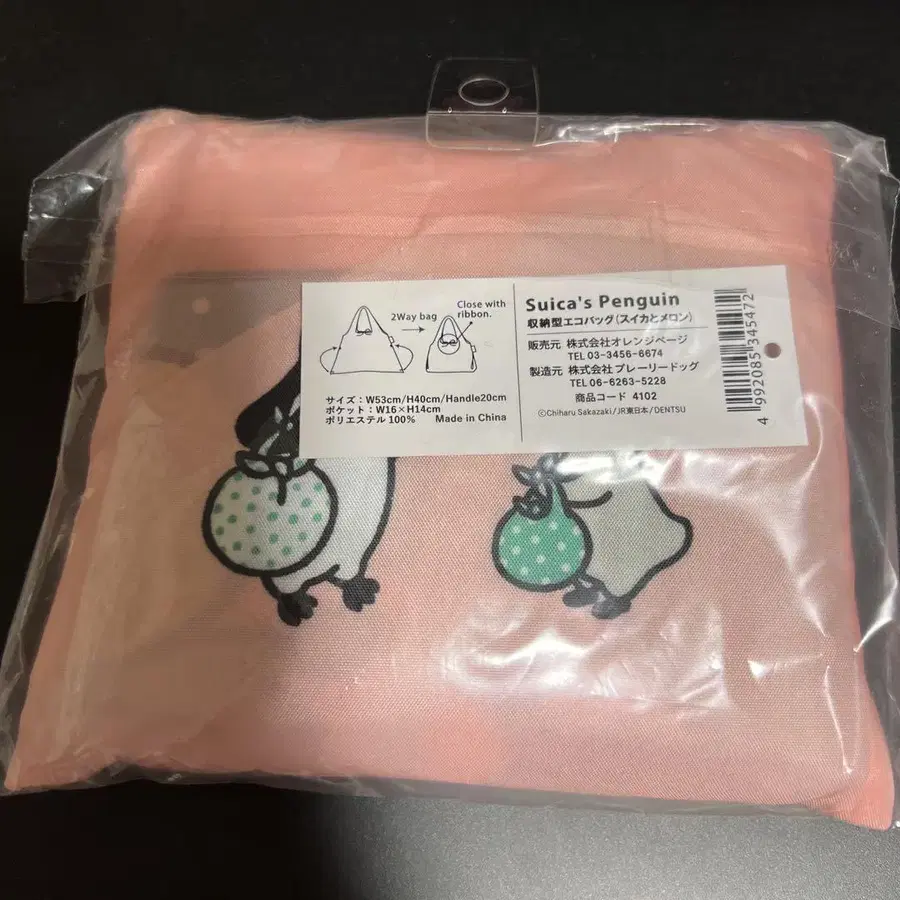 2Way bag
Close with
ribbon.
サイズ：W53cm/H40cm/Handle20cm
ポケット：W16×H14cm
ポリエステル100% Made in China
Suica's Penguin
収納型エコバッグ(スイカとメロン)
販売元 株式会社オレンジページ
TEL 03-3456-6674
製造元 株式会社プレーリードッグ
TEL 06-6263-5228
商品コード 4102
©Chiharu Sakazaki/JR東日本/DENTSU
4 992085 345472